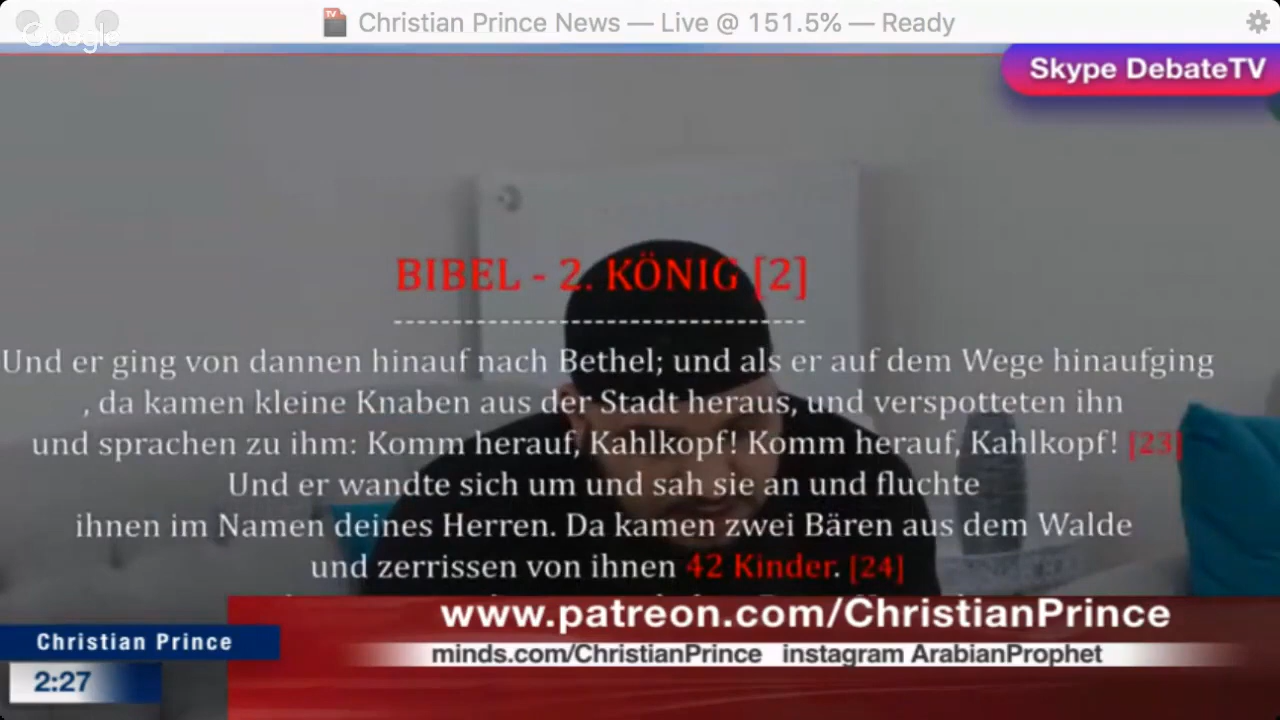 Christian Prince News — Live @ 151.5% — Ready
Google
Skype DebateTV
BIBEL - 2. KÖNIG [2]
Und er ging von dannen hinauf nach Bethel; und als er auf dem Wege hinaufging
, da kamen kleine Knaben aus der Stadt heraus, und verspotteten ihn
und sprachen zu ihm: Komm herauf, Kahlkopf! Komm herauf, Kahlkopf! [23]
Und er wandte sich um und sah sie an und fluchte
ihnen im Namen deines Herren. Da kamen zwei Bären aus dem Walde
und zerrissen von ihnen 42 Kinder. [24]
www.patreon.com/ChristianPrince
Christian Prince
minds.com/ChristianPrince instagram ArabianProphet
2:27